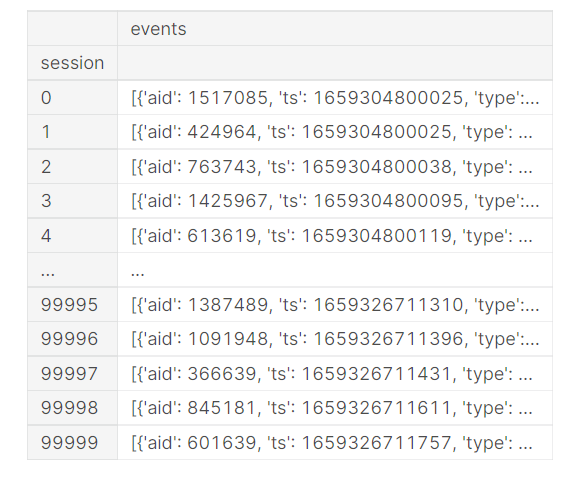 events
session
0 [{'aid': 1517085, 'ts': 1659304800025, 'type':...
1 [{'aid': 424964, 'ts': 1659304800025, 'type': ...
2 [{'aid': 763743, 'ts': 1659304800038, 'type': ...
3 [{'aid': 1425967, 'ts': 1659304800095, 'type':...
4 [{'aid': 613619, 'ts': 1659304800119, 'type': ...
... ...
99995 [{'aid': 1387489, 'ts': 1659326711310, 'type':...
99996 [{'aid': 1091948, 'ts': 1659326711396, 'type':...
99997 [{'aid': 366639, 'ts': 1659326711431, 'type': ...
99998 [{'aid': 845181, 'ts': 1659326711611, 'type': ...
99999 [{'aid': 601639, 'ts': 1659326711757, 'type': ...